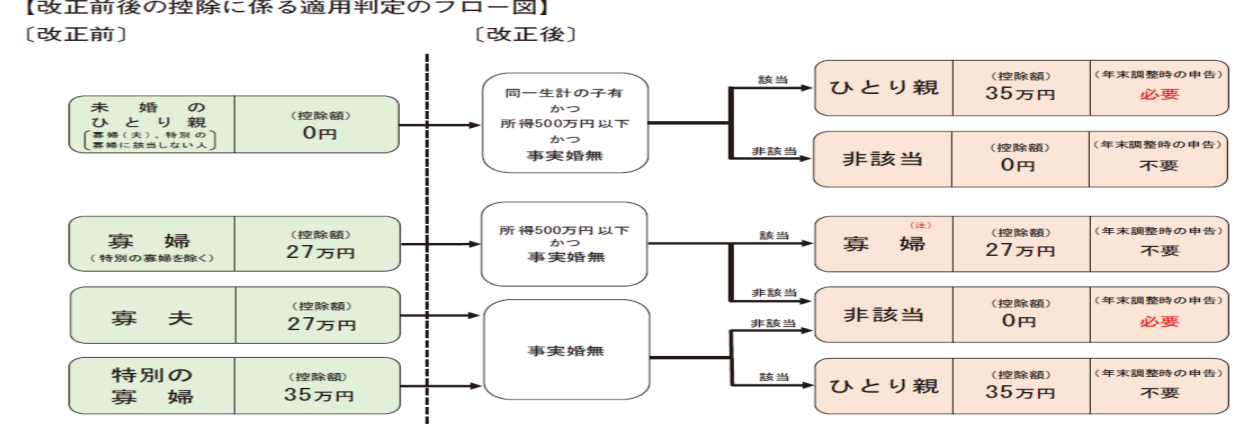 【改正前後の控除に係る適用判定のフロー図】
〔改正前〕
〔改正後〕
未婚の
ひとり親
寡婦(夫)、特別の
寡婦に該当しない人
(控除額)
0円
同一生計の子有
かつ
所得500万円以下
かつ
事実婚無
該当
ひとり親
(控除額)
35万円
(年末調整時の申告)
必要
非該当
非該当
(控除額)
0円
(年末調整時の申告)
不要
寡婦
(特別の寡婦を除く)
(控除額)
27万円
所得500万円以下
かつ
事実婚無
該当
(注)
寡婦
(控除額)
27万円
(年末調整時の申告)
不要
非該当
寡夫
(控除額)
27万円
事実婚無
非該当
非該当
(控除額)
0円
(年末調整時の申告)
必要
特別の
寡婦
(控除額)
35万円
該当
ひとり親
(控除額)
35万円
(年末調整時の申告)
不要